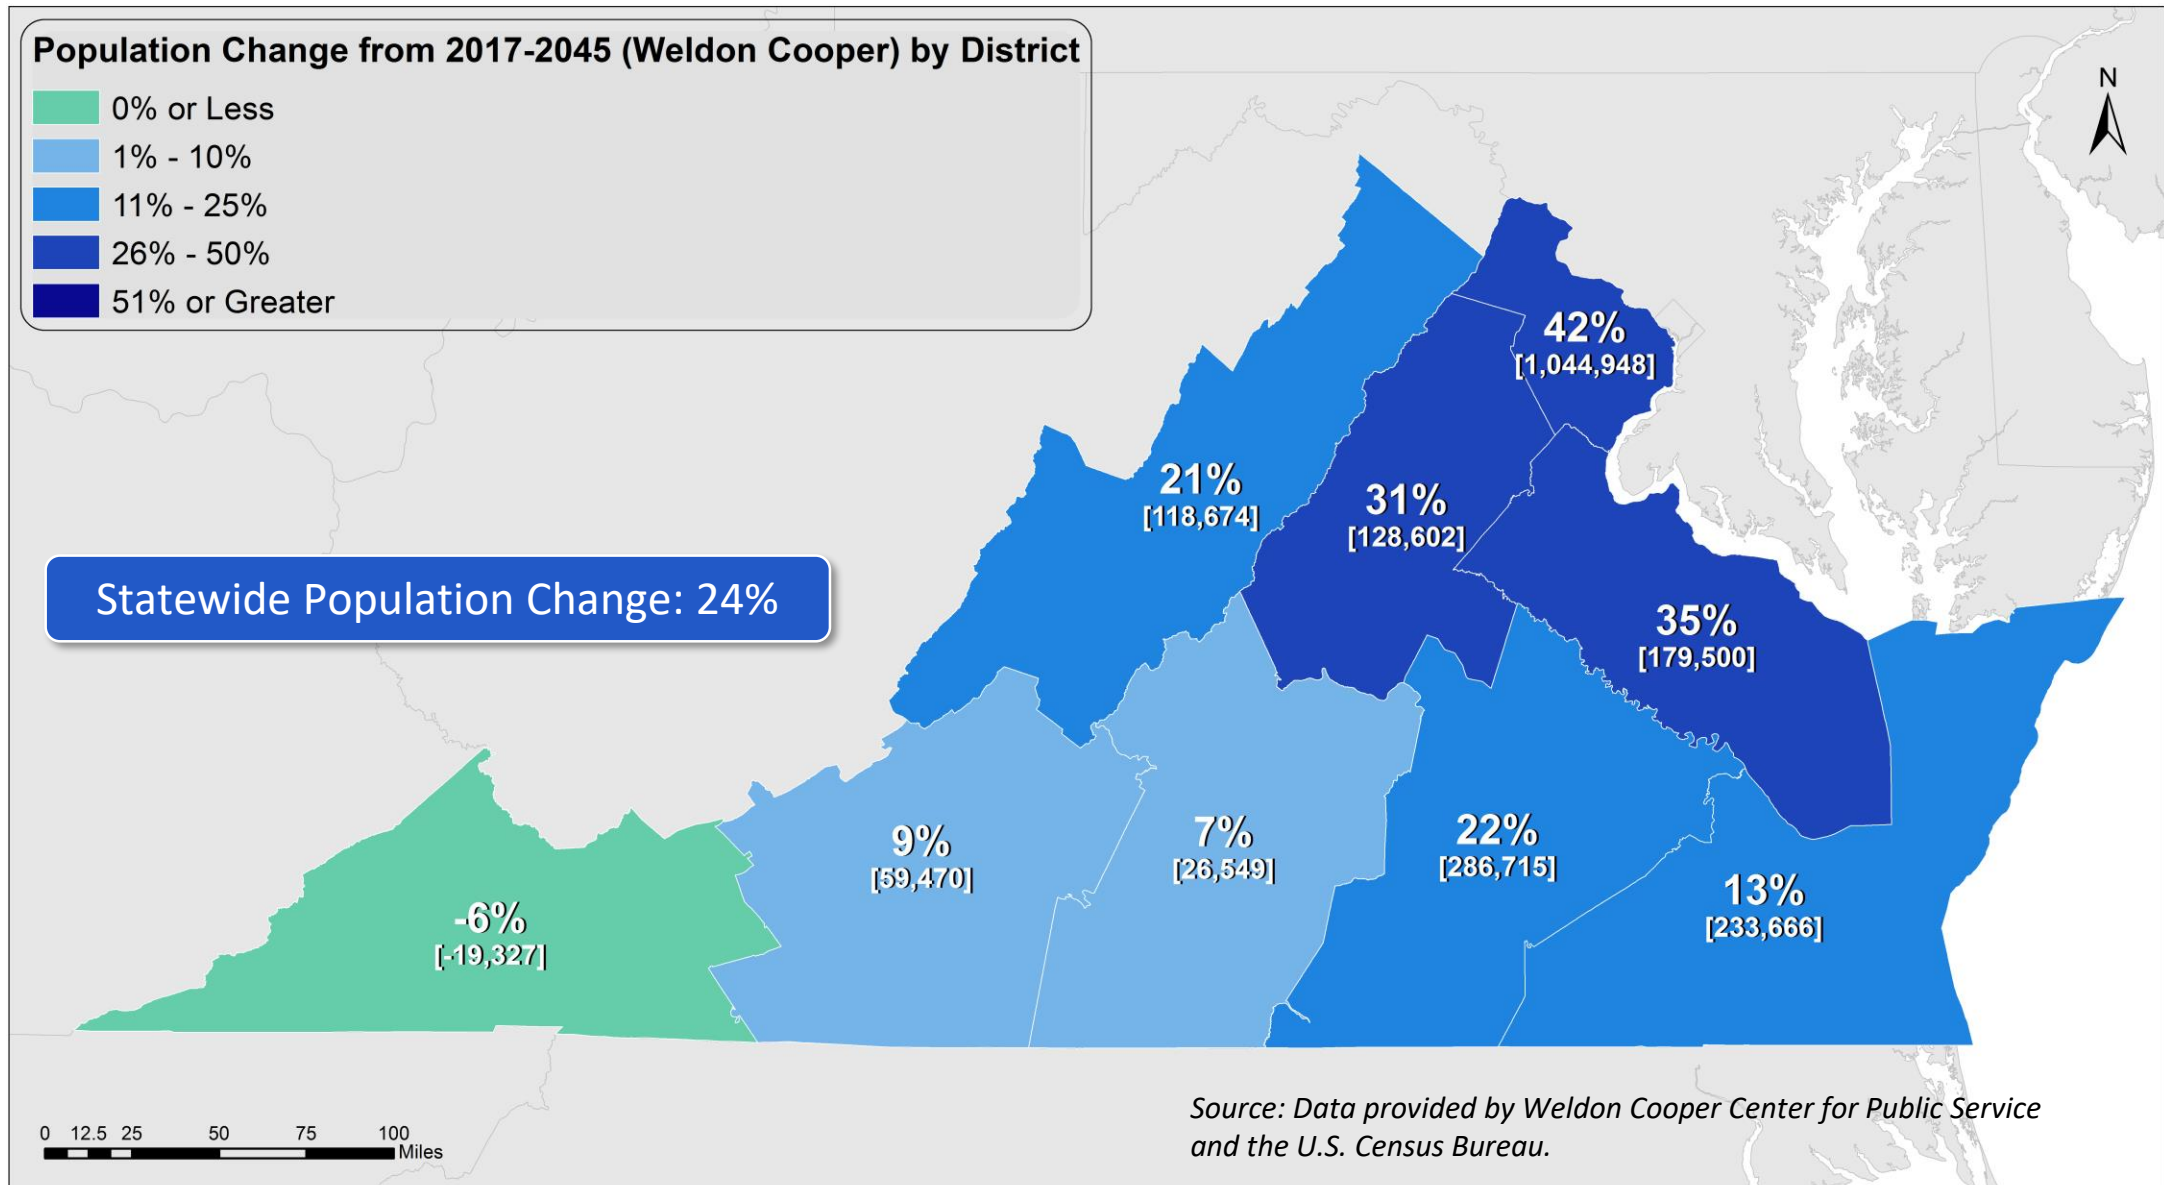 Population Change from 2017-2045 (Weldon Cooper) by District
0% or Less
1% - 10%
11% - 25%
26% - 50%
51% or Greater
N
42%
[1,044,948]
21%
[118,674]
31%
[128,602]
Statewide Population Change: 24%
35%
[179,500]
9%
[59,470]
7%
[26,549]
22%
[286,715]
13%
[233,666]
-6%
[-19,327]
Source: Data provided by Weldon Cooper Center for Public Service
and the U.S. Census Bureau.
0 12.5 25 50 75 100
Miles